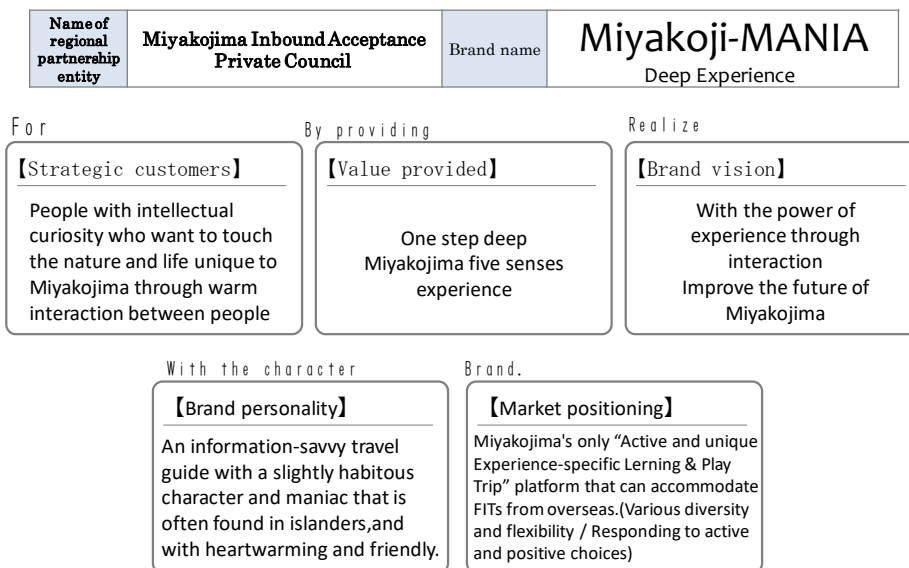 Name of
regional
partnership
entity
Miyakojima Inbound Acceptance
Private Council
Brand name
Miyakoji-MANIA
Deep Experience
For
【Strategic customers】
People with intellectual
curiosity who want to touch
the nature and life unique to
Miyakojima through warm
interaction between people
By providing
【Value provided】
One step deep
Miyakojima five senses
experience
Realize
【Brand vision】
With the power of
experience through
interaction
Improve the future of
Miyakojima
With the character
【Brand personality】
An information-savvy travel
guide with a slightly habitous
character and maniac that is
often found in islanders,and
with heartwarming and friendly.
Brand.
【Market positioning】
Miyakojima's only “Active and unique
Experience-specific Lerning & Play
Trip” platform that can accommodate
FITs from overseas.(Various diversity
and flexibility / Responding to active
and positive choices)